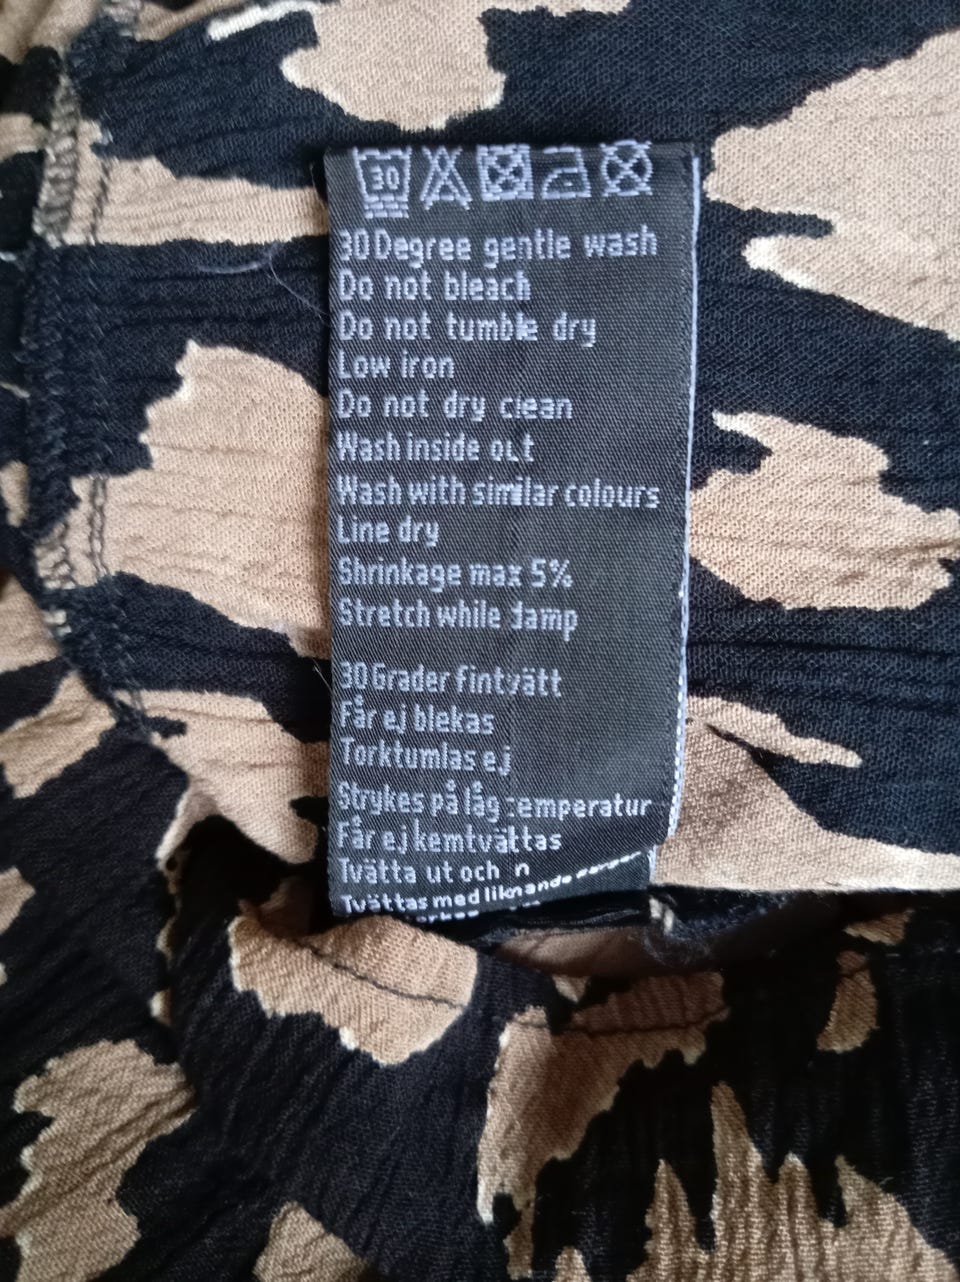 30
30 Degree gentle wash
Do not bleach
Do not tumble dry
Low iron
Do not dry clean
Wash inside out
Wash with similar colours
Line dry
Shrinkage max 5%
Stretch while damp
30 Grader fintvätt
Får ej blekas
Torktumlas ej
Strykes på låg temperatur
Får ej kemtvättas
Tvätta ut och n
Tvättas med liknande